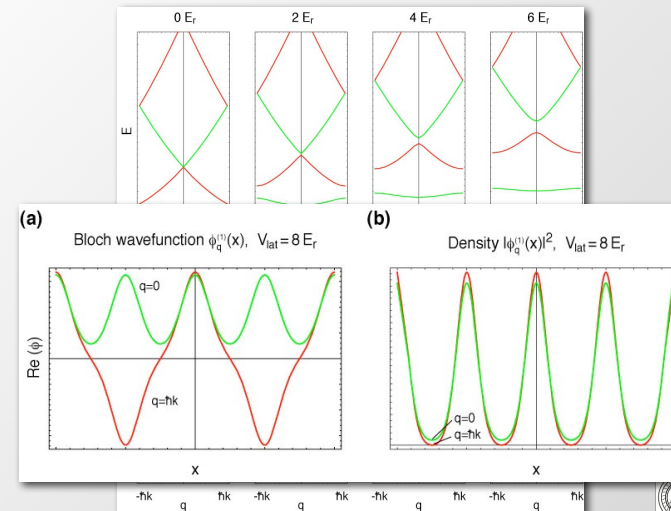 0 Eᵣ 2 Eᵣ 4 Eᵣ 6 Eᵣ
E
(a) (b)
Bloch wavefunction ϕ_q⁽¹⁾(x), V_lat = 8 Eᵣ
Density |ϕ_q⁽¹⁾(x)|², V_lat = 8 Eᵣ
q=0
Re (ϕ)
q=ħk
x
q=0
q=ħk
x
-ħk ħk -ħk ħk -ħk ħk -ħk ħk
q q q q